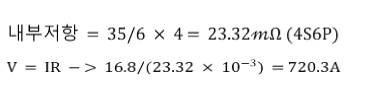 내부저항 = 35/6 × 4 = 23.32mΩ (4S6P)
V = IR −> 16.8/(23.32 × 10⁻³) = 720.3A